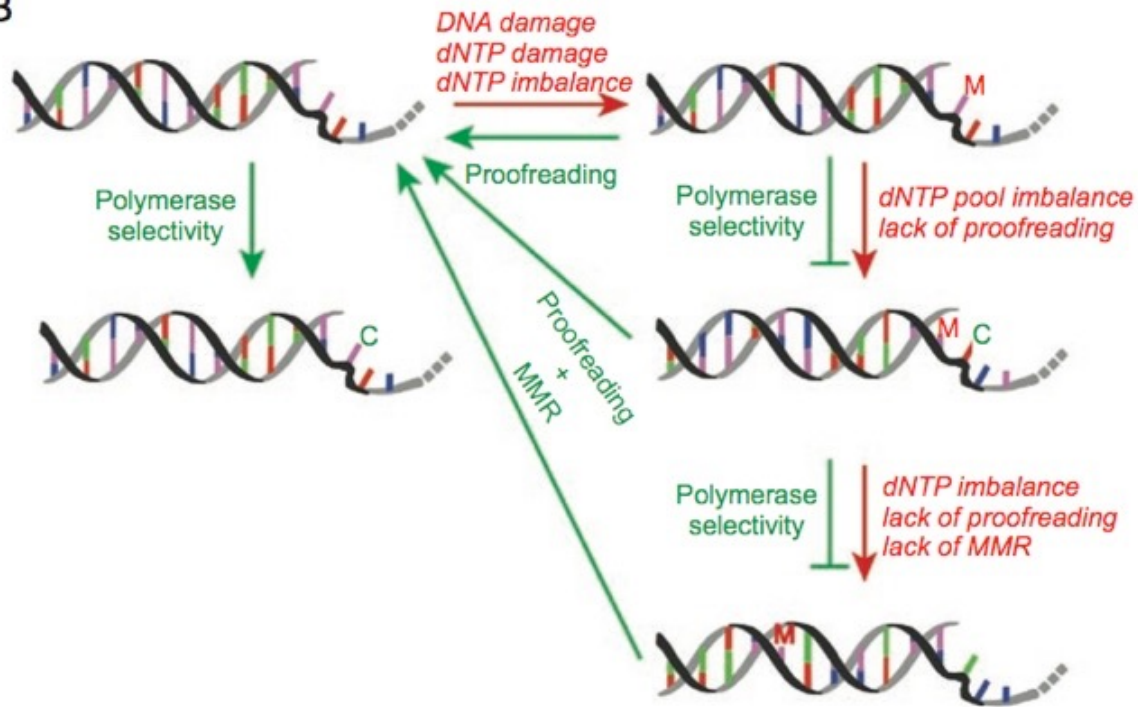 B
DNA damage
dNTP damage
dNTP imbalance
M
Proofreading
Polymerase
selectivity
Polymerase
selectivity
dNTP pool imbalance
lack of proofreading
C
M C
Proofreading
+
MMR
Polymerase
selectivity
dNTP imbalance
lack of proofreading
lack of MMR
M